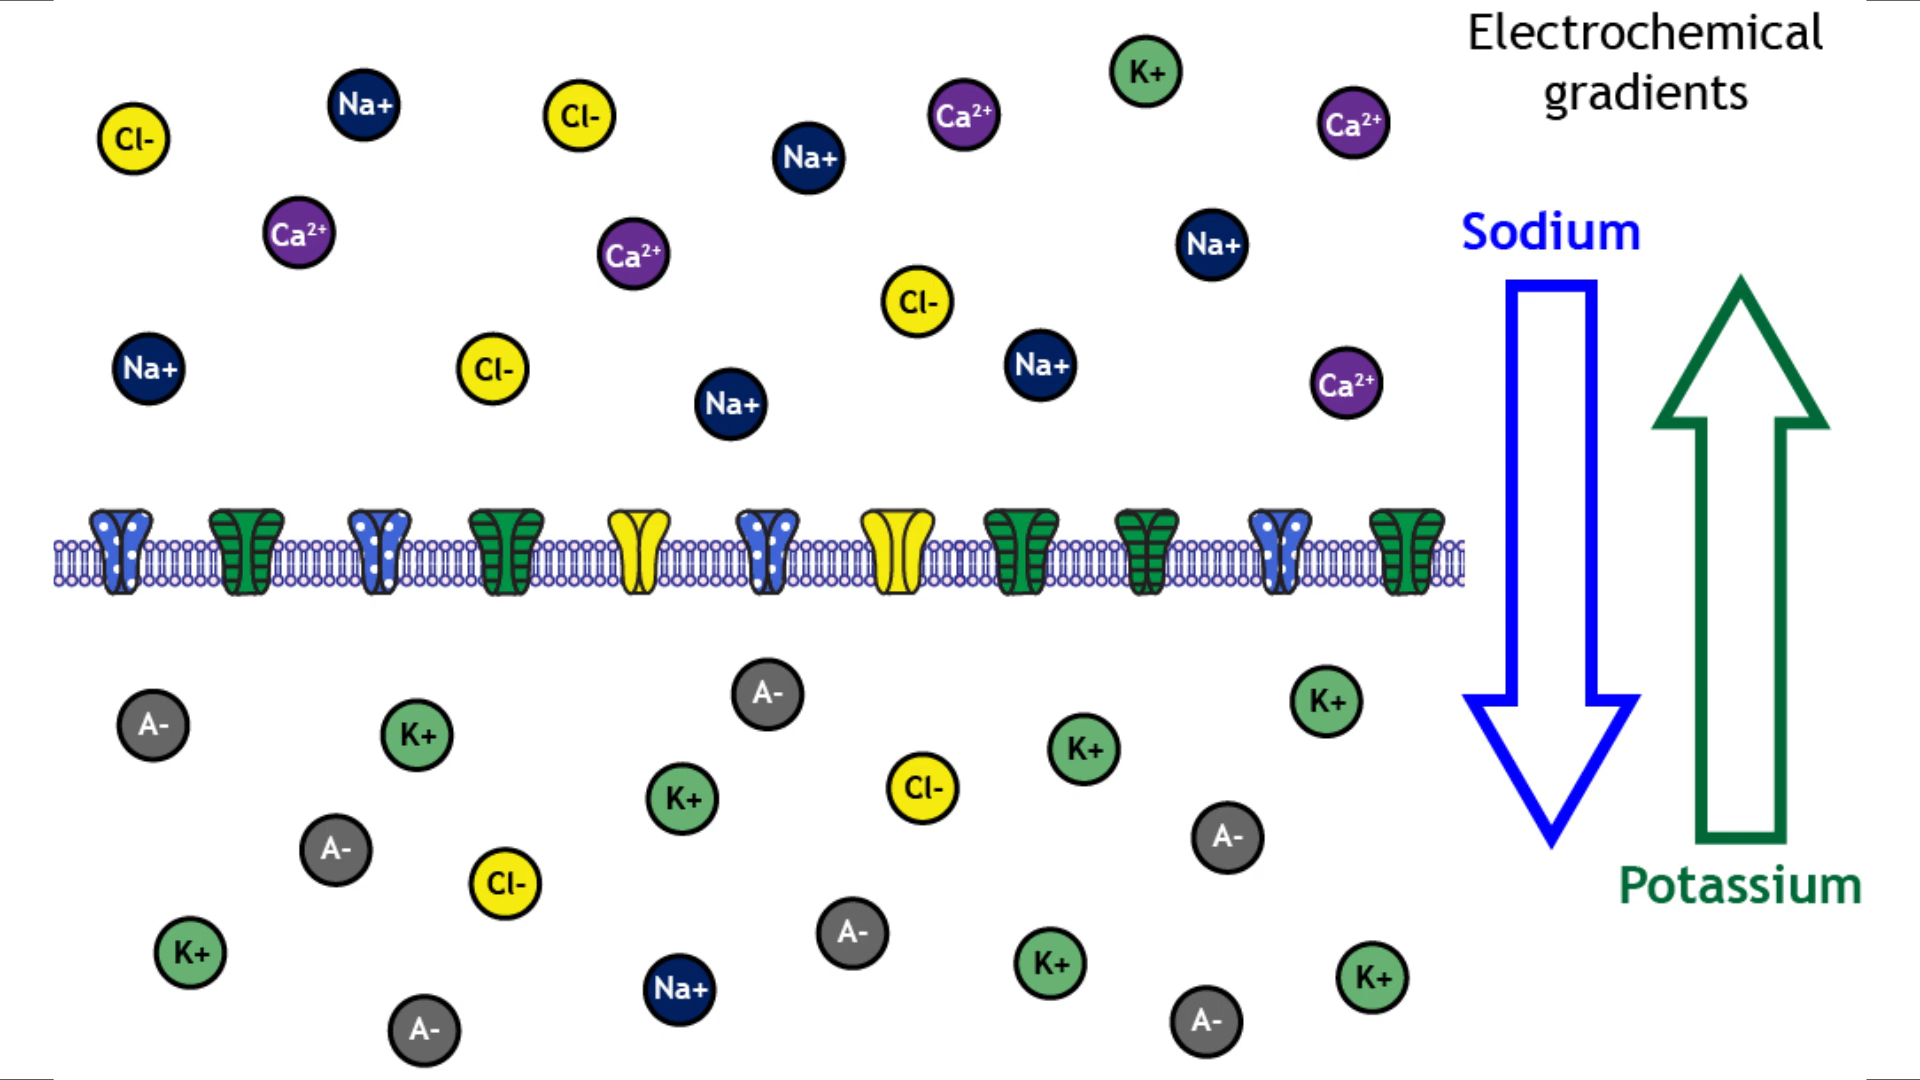 Electrochemical
gradients
K+
Na+
Cl-
Ca²⁺
Ca²⁺
Cl-
Na+
Ca²⁺
Ca²⁺
Na+
Sodium
Cl-
Na+
Cl-
Na+
Na+
Ca²⁺
A-
A-
K+
K+
K+
K+
Cl-
A-
A-
Cl-
Potassium
A-
K+
K+
K+
Na+
A-
A-